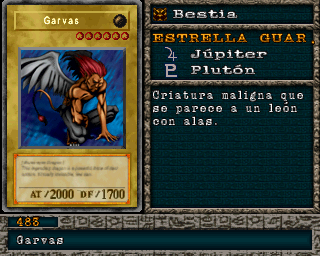 Garvas
AT/2000 DF/1700
Bestia
ESTRELLA GUAR.
Júpiter
Plutón
Criatura maligna que
se parece a un león
con alas.
483
Garvas